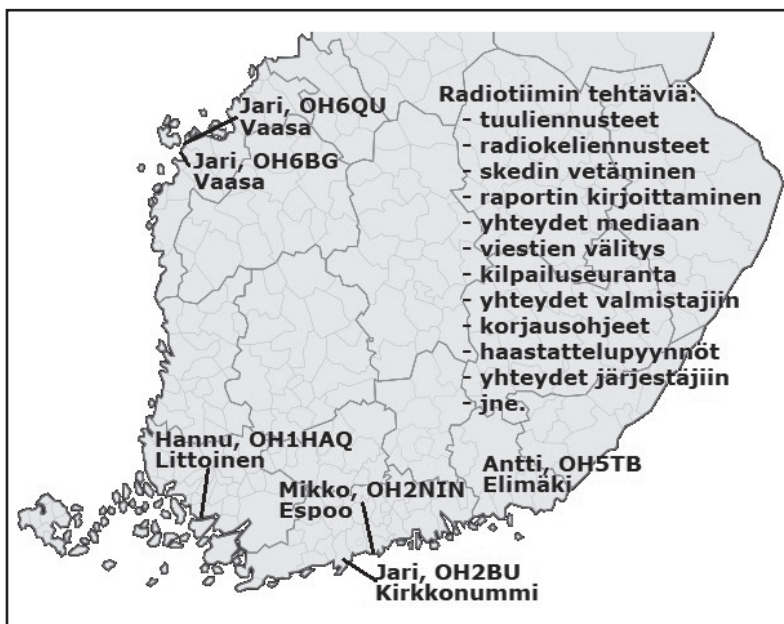 Jari, OH6QU
Vaasa
Jari, OH6BG
Vaasa
Radiotiimin tehtäviä:
- tuuliennusteet
- radiokeliennusteet
- skedin vetäminen
- raportin kirjoittaminen
- yhteydet mediaan
- viestien välitys
- kilpailuseuranta
- yhteydet valmistajiin
- korjausohjeet
- haastattelupyynnöt
- yhteydet järjestäjiin
- jne.
Hannu, OH1HAQ
Littoinen
Mikko, OH2NIN
Espoo
Antti, OH5TB
Elimäki
Jari, OH2BU
Kirkkonummi